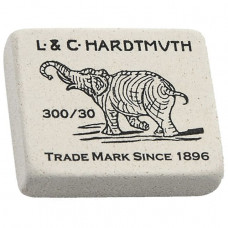 L & C · HARDTMUTH
300/30
TRADE MARK SINCE 1896